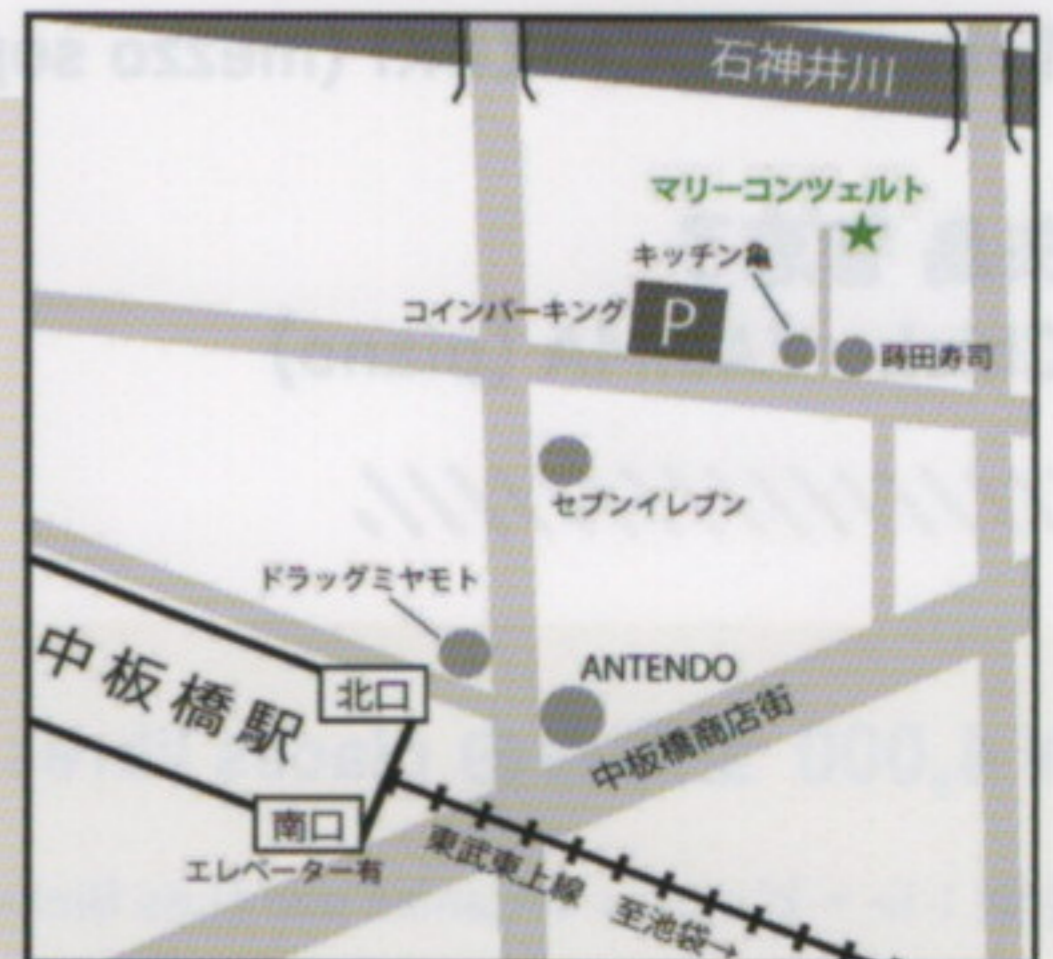 石神井川
マリーコンツェルト
キッチン亀
コインパーキング
P
蒔田寿司
セブンイレブン
ドラッグミヤモト
ANTENDO
中板橋駅
北口
中板橋商店街
南口
エレベーター有
東武東上線 至池袋→